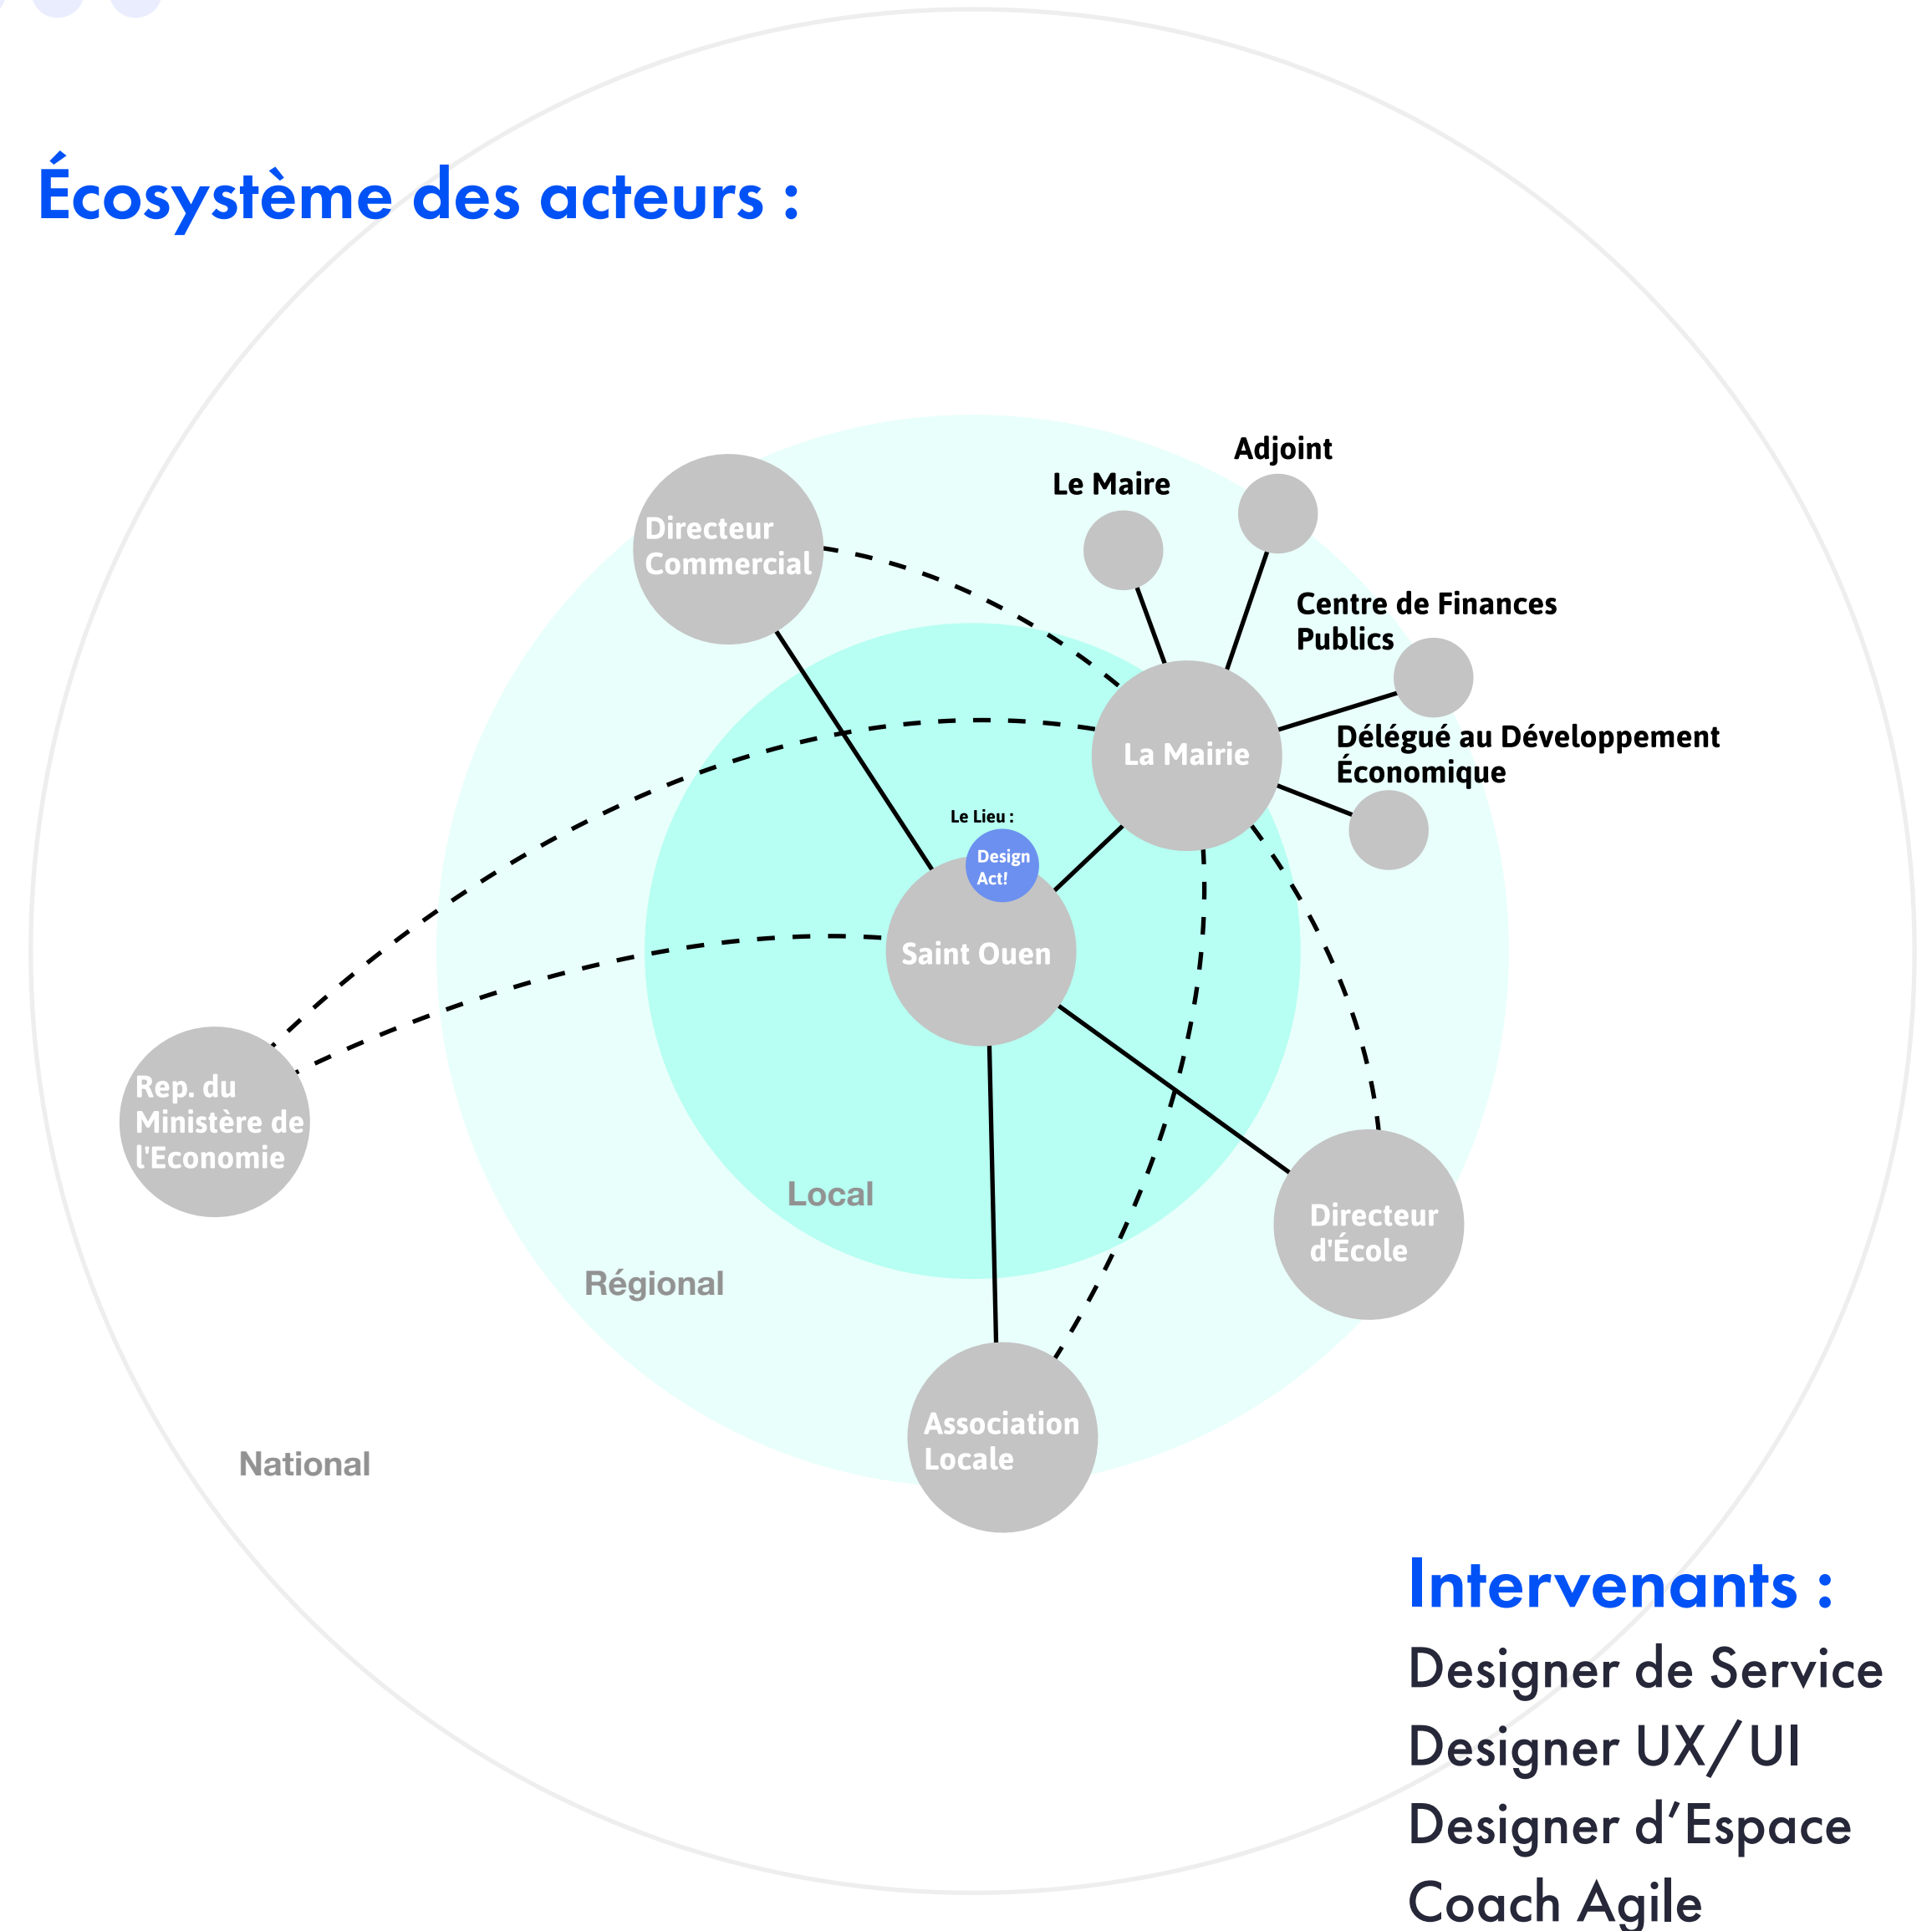 Écosystème des acteurs :
Adjoint
Le Maire
Directeur
Commercial
Centre de Finances
Publics
Délégué au Développement
Économique
La Mairie
Le Lieu :
Design
Act!
Saint Ouen
Rep. du
Ministère de
l'Economie
Local
Directeur
d'École
Régional
Association
Locale
National
Intervenants :
Designer de Service
Designer UX/UI
Designer d’Espace
Coach Agile